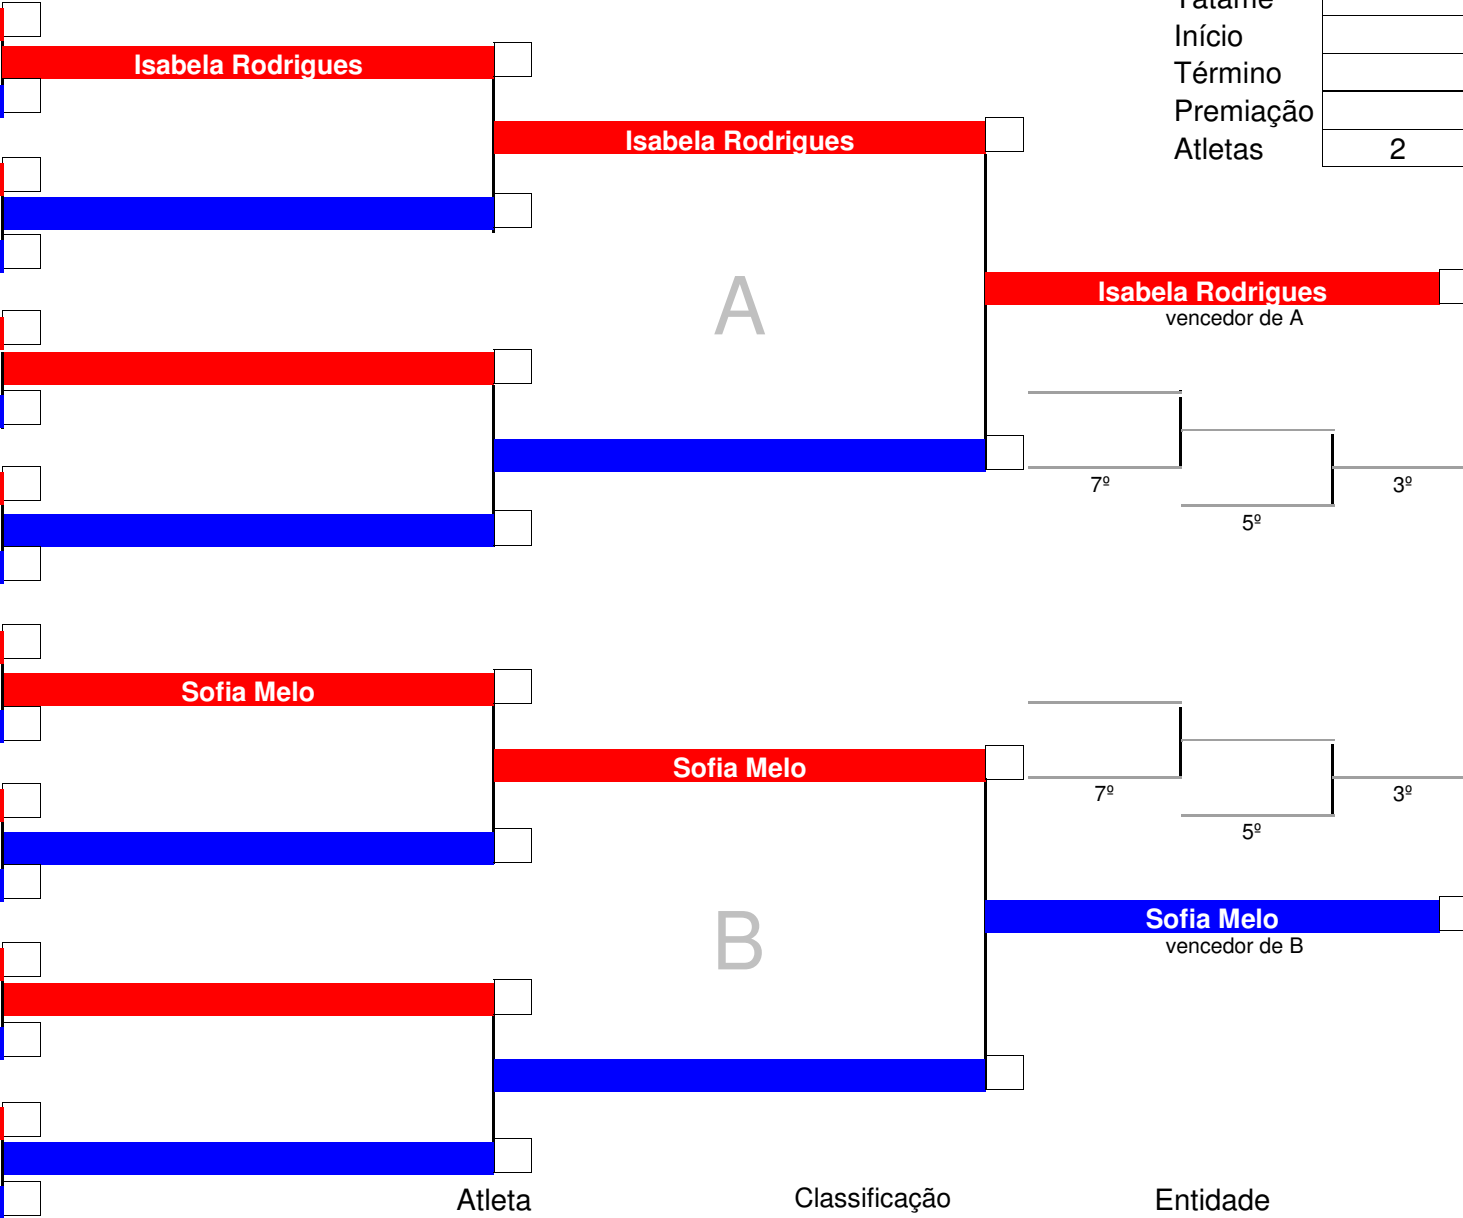 Tatame
Início
Término
Premiação
Atletas 2
Isabela Rodrigues
Isabela Rodrigues
A
Isabela Rodrigues
vencedor de A
7º
3º
5º
Sofia Melo
Sofia Melo
7º
3º
5º
B
Sofia Melo
vencedor de B
Atleta Classificação Entidade